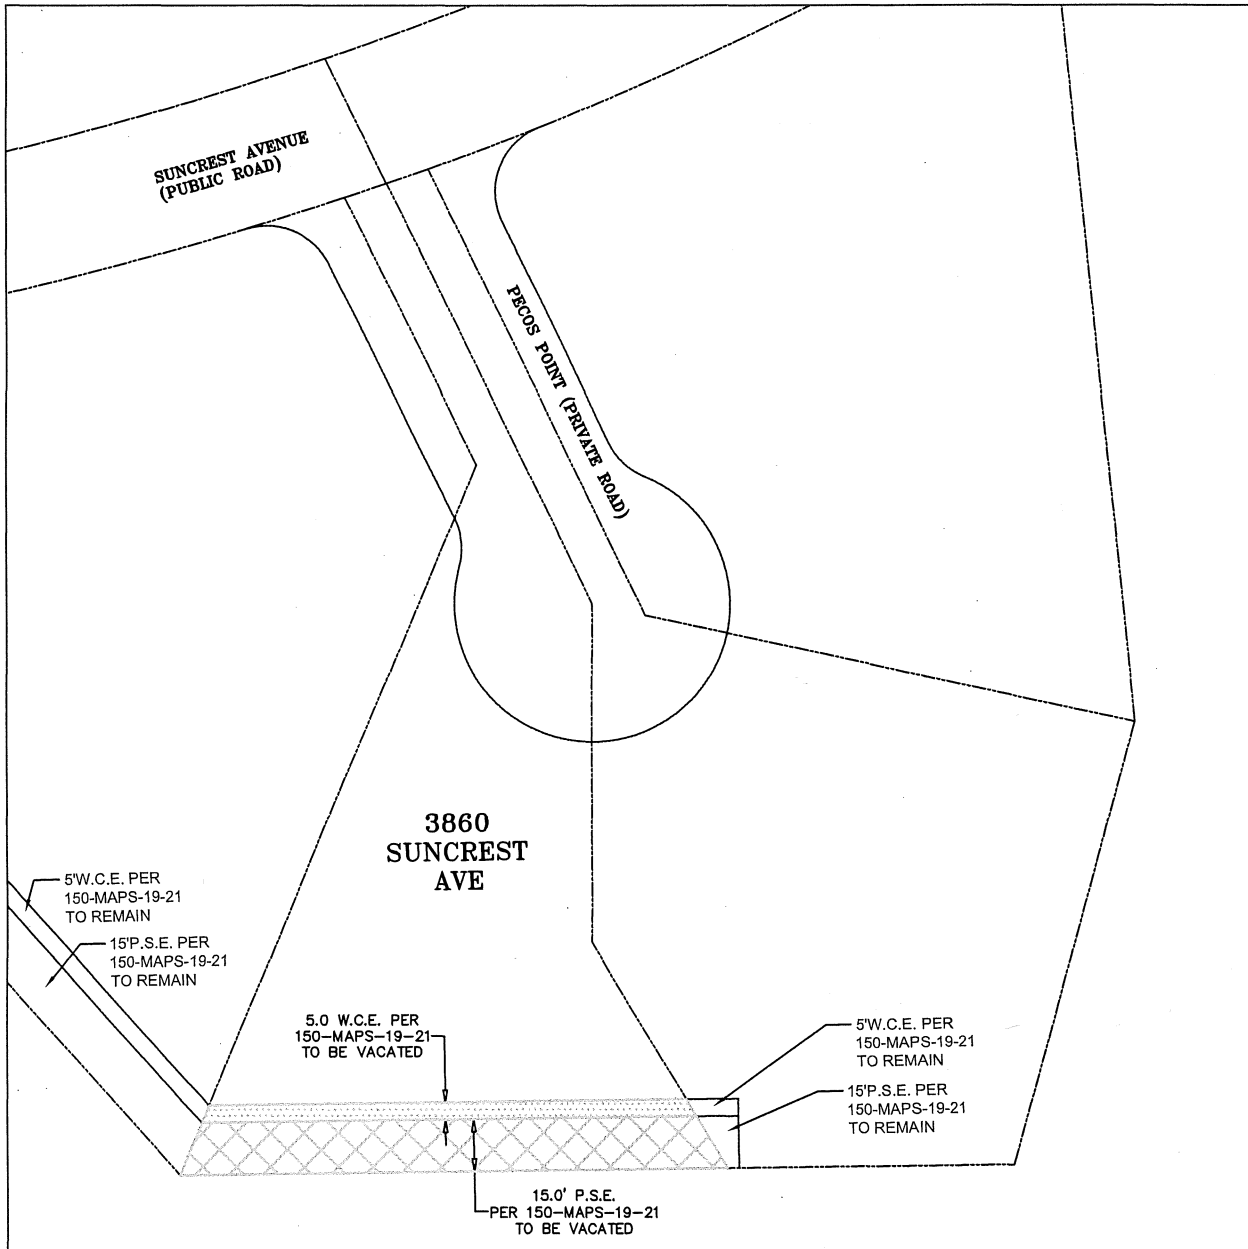 SUNCREST AVENUE
(PUBLIC ROAD)
PECOS POINT (PRIVATE ROAD)
3860
SUNCREST
AVE
5'W.C.E. PER
150-MAPS-19-21
TO REMAIN
15'P.S.E. PER
150-MAPS-19-21
TO REMAIN
5.0 W.C.E. PER
150-MAPS-19-21
TO BE VACATED
5'W.C.E. PER
150-MAPS-19-21
TO REMAIN
15'P.S.E. PER
150-MAPS-19-21
TO REMAIN
15.0' P.S.E.
PER 150-MAPS-19-21
TO BE VACATED